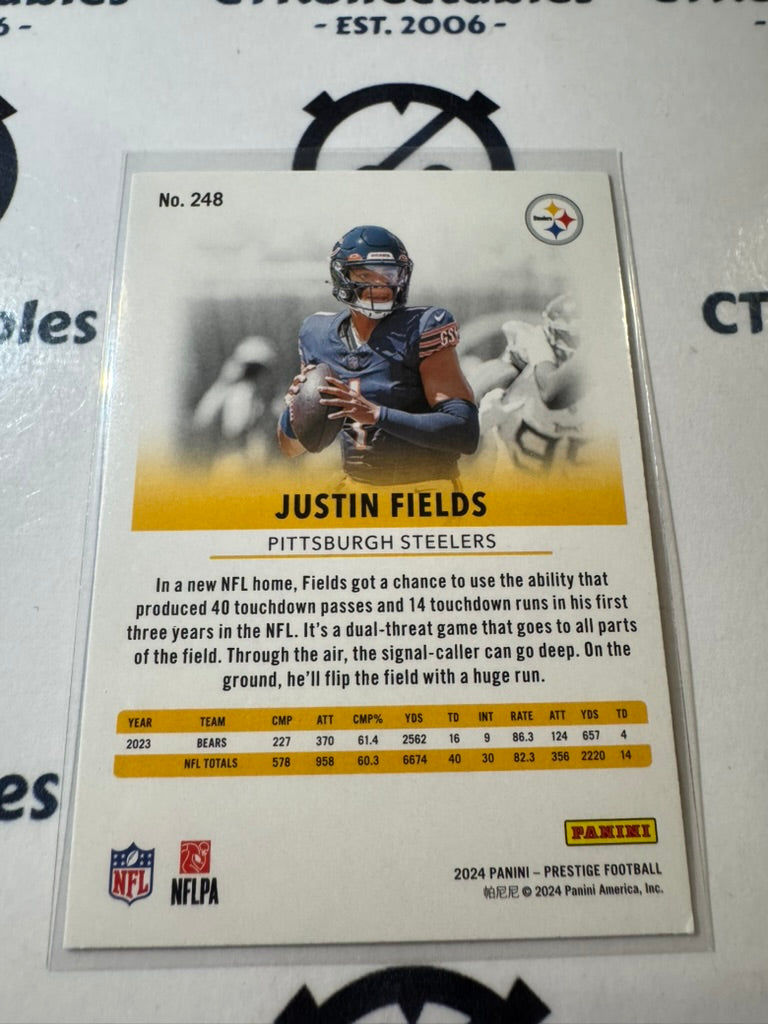 - EST. 2006 -
No. 248
Steelers
GSH
1
JUSTIN FIELDS
PITTSBURGH STEELERS
In a new NFL home, Fields got a chance to use the ability that
produced 40 touchdown passes and 14 touchdown runs in his first
three years in the NFL. It's a dual-threat game that goes to all parts
of the field. Through the air, the signal-caller can go deep. On the
ground, he'll flip the field with a huge run.
YEAR TEAM CMP ATT CMP% YDS TD INT RATE ATT YDS TD
2023 BEARS 227 370 61.4 2562 16 9 86.3 124 657 4
NFL TOTALS 578 958 60.3 6674 40 30 82.3 356 2220 14
PANINI
NFL
NFLPA
2024 PANINI – PRESTIGE FOOTBALL
帕尼尼 © 2024 Panini America, Inc.